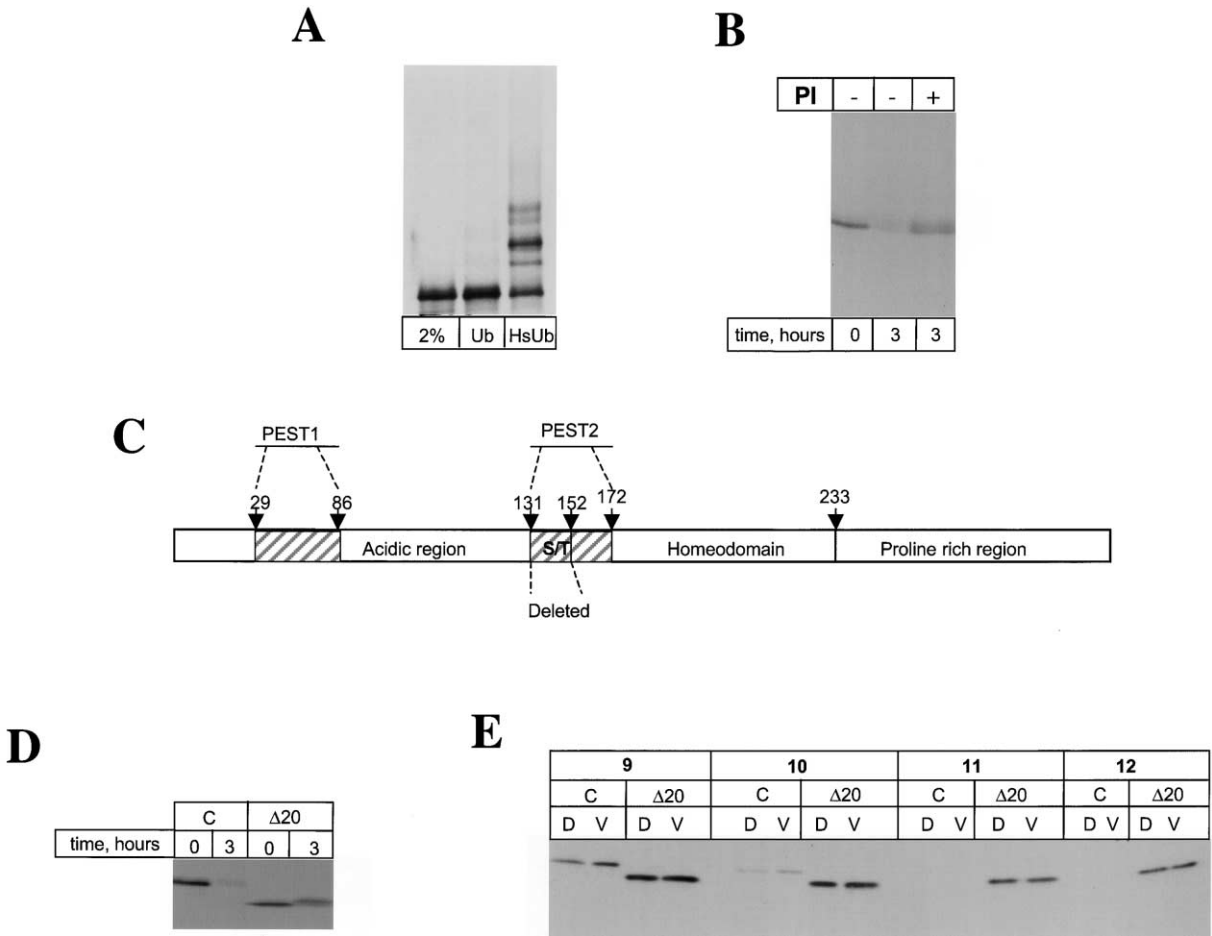 A
2% Ub HsUb
B
PI - - +
time, hours 0 3 3
C
PEST1 PEST2
29 86 131 152 172 233
Acidic region S/T Homeodomain Proline rich region
Deleted
D
C Δ20
time, hours 0 3 0 3
E
9 10 11 12
C Δ20 C Δ20 C Δ20 C Δ20
D V D V D V D V D V D V D V D V